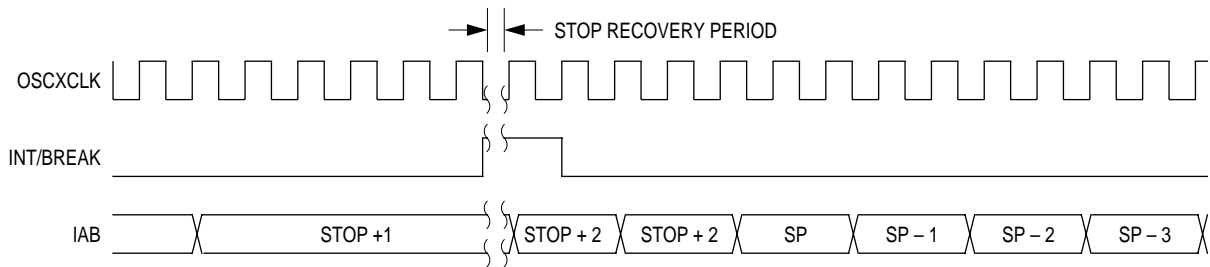 STOP RECOVERY PERIOD
OSCXCLK
INT/BREAK
IAB STOP +1 STOP + 2 STOP + 2 SP SP – 1 SP – 2 SP – 3